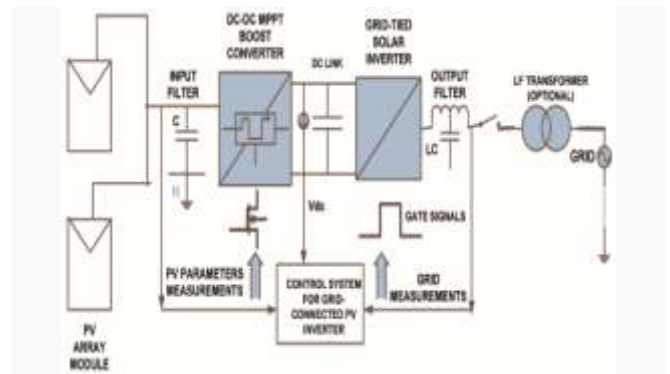 DC-DC MPPT
BOOST
CONVERTER
GRID-TIED
SOLAR
INVERTER
INPUT
FILTER
DC LINK
OUTPUT
FILTER
LF TRANSFORMER
(OPTIONAL)
C
LC
GRID
Vdc
GATE SIGNALS
PV PARAMETERS
MEASUREMENTS
CONTROL SYSTEM
FOR GRID-
CONNECTED PV
INVERTER
GRID
MEASUREMENTS
PV
ARRAY
MODULE